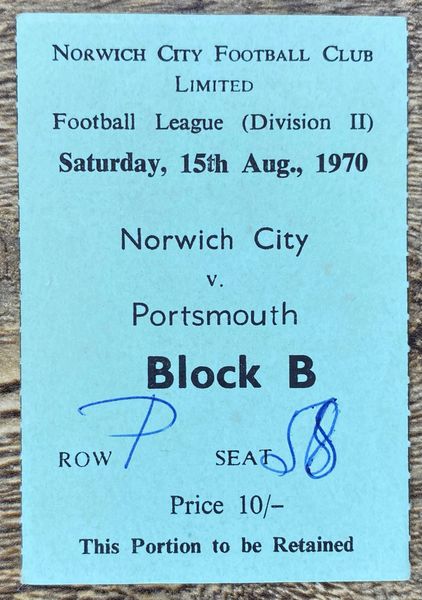 NORWICH CITY FOOTBALL CLUB
LIMITED
Football League (Division II)
Saturday, 15th Aug., 1970
Norwich City
v.
Portsmouth
Block B
ROW P SEAT 58
Price 10/-
This Portion to be Retained